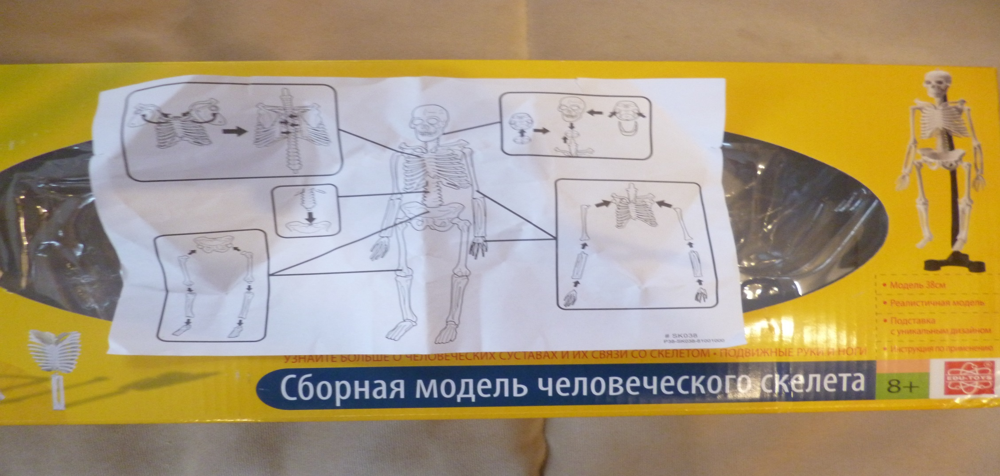 # SK038
P38-SK038-81001000
• Модель 38см
• Реалистичная модель
• Подставка
с уникальным дизайном
• Инструкция по применению
УЗНАЙТЕ БОЛЬШЕ О ЧЕЛОВЕЧЕСКИХ СУСТАВАХ И ИХ СВЯЗИ СО СКЕЛЕТОМ • ПОДВИЖНЫЕ РУКИ И НОГИ
Сборная модель человеческого скелета
8+
EDU-TOYS
®